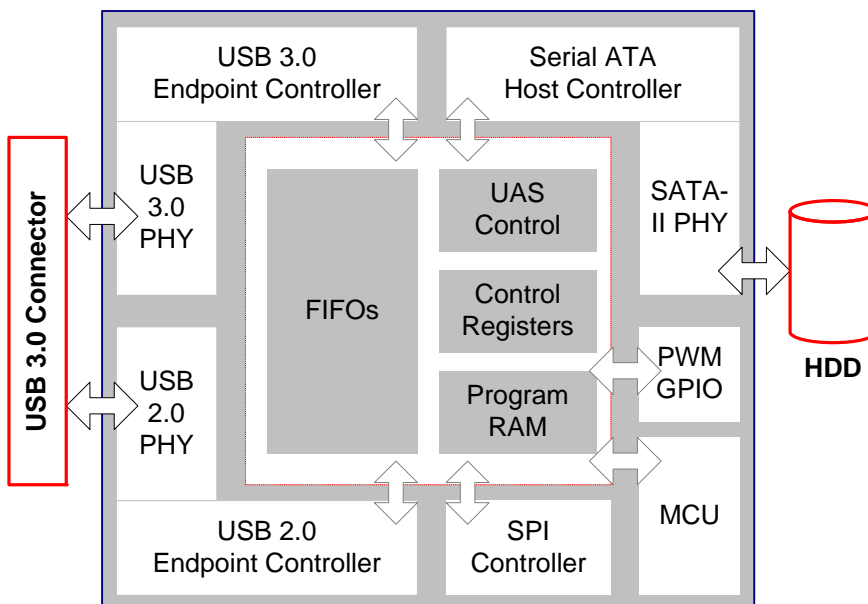 USB 3.0
Endpoint Controller
Serial ATA
Host Controller
USB 3.0 Connector
USB
3.0
PHY
FIFOs
UAS
Control
SATA-
II PHY
Control
Registers
HDD
USB
2.0
PHY
Program
RAM
PWM
GPIO
USB 2.0
Endpoint Controller
SPI
Controller
MCU